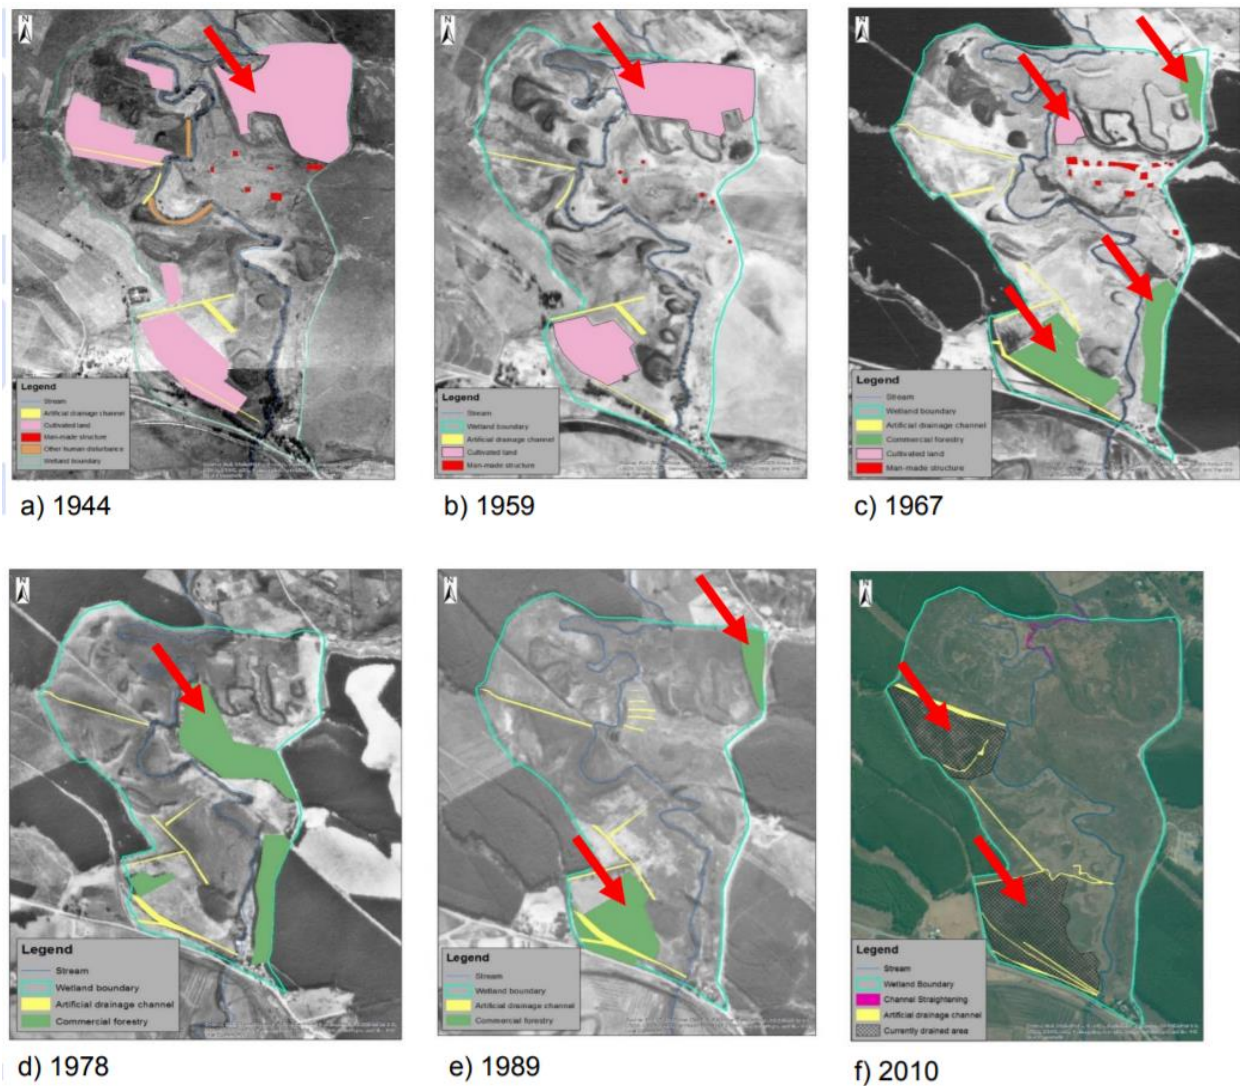 N
Legend
Stream
Artificial drainage channel
Cultivated land
Man-made structure
Other human disturbance
Wetland boundary
a) 1944
N
Legend
Stream
Wetland boundary
Artificial drainage channel
Cultivated land
Man-made structure
b) 1959
N
Legend
Stream
Wetland boundary
Artificial drainage channel
Commercial forestry
Cultivated land
Man-made structure
c) 1967
N
Legend
Stream
Wetland boundary
Artificial drainage channel
Commercial forestry
d) 1978
N
Legend
Stream
Wetland boundary
Artificial drainage channel
Commercial forestry
e) 1989
N
Legend
Stream
Wetland Boundary
Channel Straightening
Artificial drainage channel
Currently drained area
f) 2010